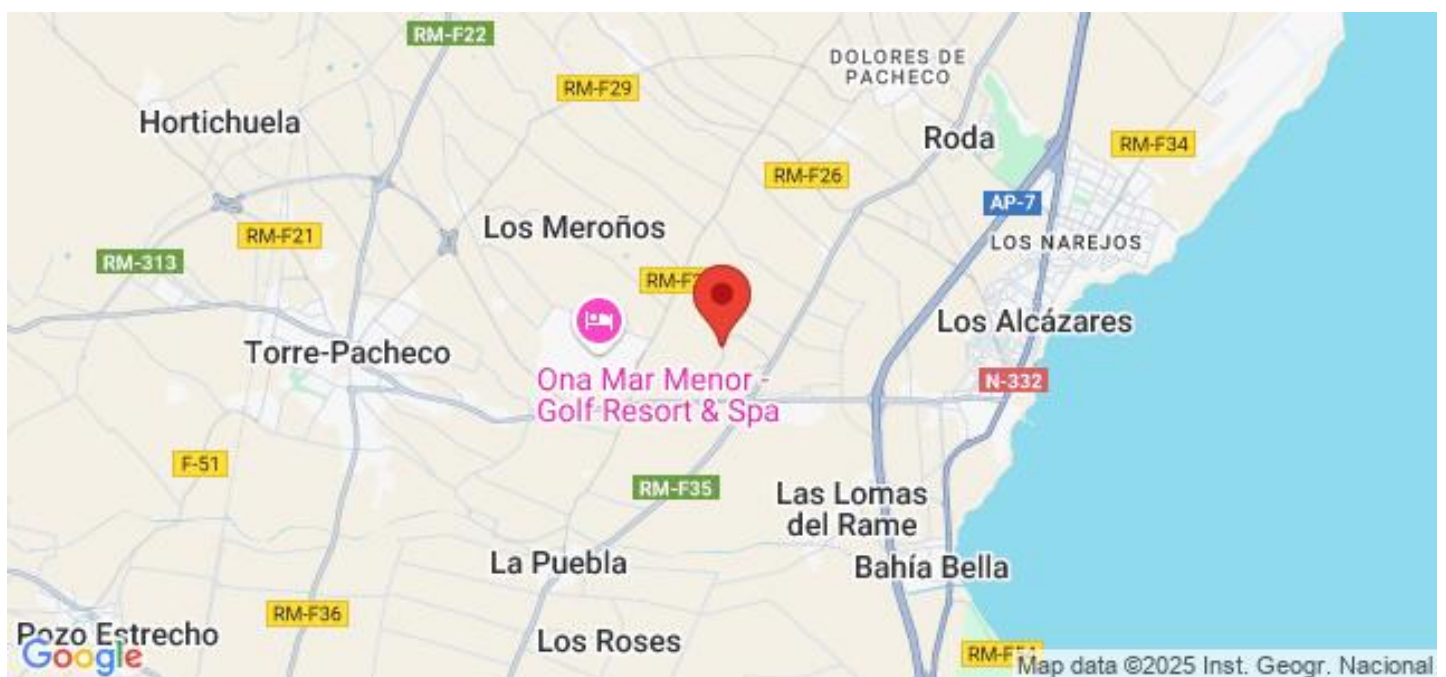 RM-F22
DOLORES DE
PACHECO
RM-F29
Hortichuela
Roda
RM-F34
RM-F26
AP-7
Los Meroños
RM-F21
LOS NAREJOS
RM-313
Los Alcázares
Torre-Pacheco
Ona Mar Menor -
Golf Resort & Spa
N-332
F-51
RM-F35
Las Lomas
del Rame
La Puebla
Bahía Bella
RM-F36
Pozo Estrecho
Los Roses
Google
Map data ©2025 Inst. Geogr. Nacional